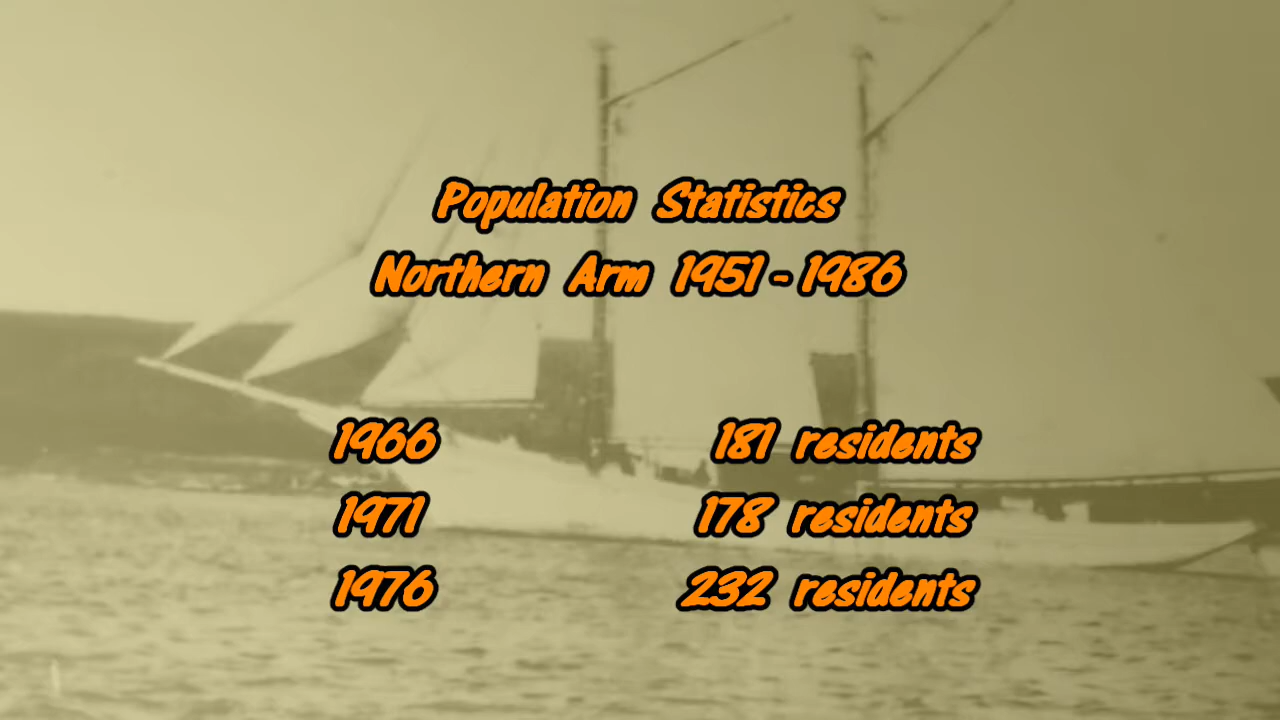 Population Statistics
Northern Arm 1951 - 1986
1966 181 residents
1971 178 residents
1976 232 residents